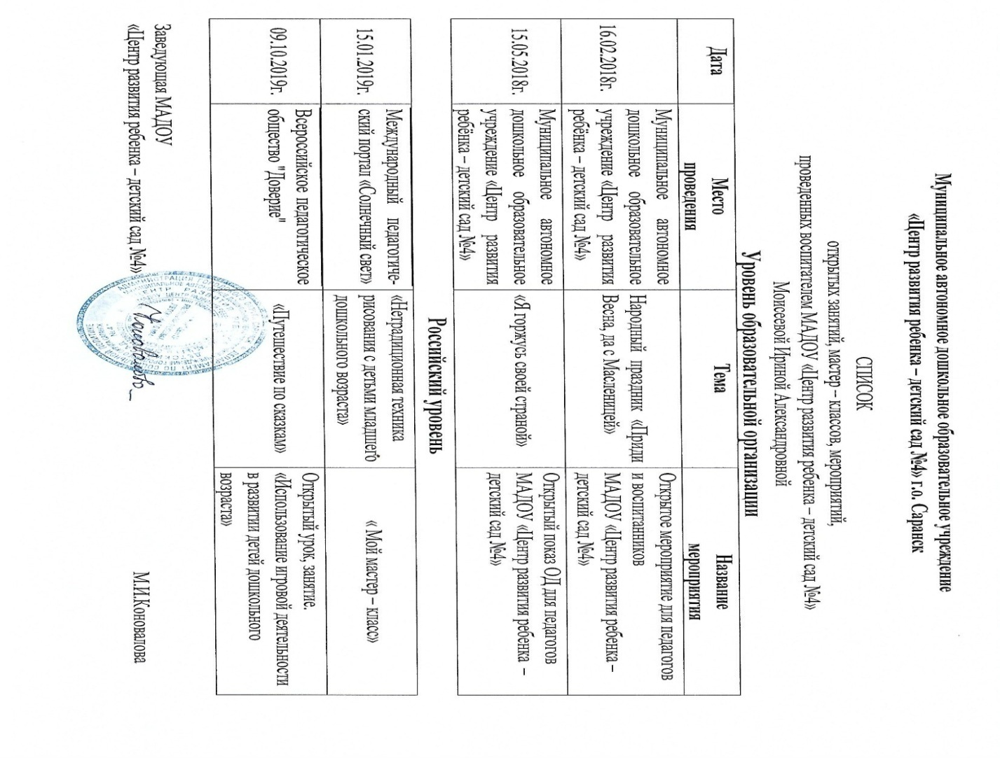 Муниципальное автономное дошкольное образовательное учреждение
«Центр развития ребенка – детский сад №4» г.о. Саранск
СПИСОК
открытых занятий, мастер – классов, мероприятий,
проведенных воспитателем МАДОУ «Центр развития ребенка – детский сад №4»
Моисеевой Ириной Александровной
Уровень образовательной организации
Дата
Место
проведения
Тема
Название
мероприятия
16.02.2018г.
Муниципальное автономное
дошкольное образовательное
учреждение «Центр развития
ребёнка – детский сад №4»
Народный праздник «Приди
Весна, да с Масленицей»
Открытое мероприятие для педагогов
и воспитанников
МАДОУ «Центр развития ребенка –
детский сад №4»
15.05.2018г.
Муниципальное автономное
дошкольное образовательное
учреждение «Центр развития
ребёнка – детский сад №4»
«Я горжусь своей страной»
Открытый показ ОД для педагогов
МАДОУ «Центр развития ребенка –
детский сад №4»
Российский уровень
15.01.2019г.
Международный педагогиче-
ский портал «Солнечный свет»
«Нетрадиционная техника
рисования с детьми младшего
дошкольного возраста»
« Мой мастер – класс»
09.10.2019г.
Всероссийское педагогическое
общество "Доверие"
«Путешествие по сказкам»
Открытый урок, занятие.
«Использование игровой деятельности
в развитии детей дошкольного
возраста»
Заведующая МАДОУ
«Центр развития ребенка – детский сад №4»
М.И.Коновалова